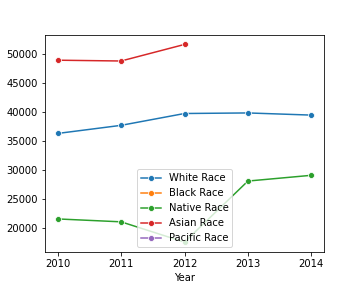 50000
45000
40000
35000
30000
25000
20000
White Race
Black Race
Native Race
Asian Race
Pacific Race
2010 2011 2012 2013 2014
Year